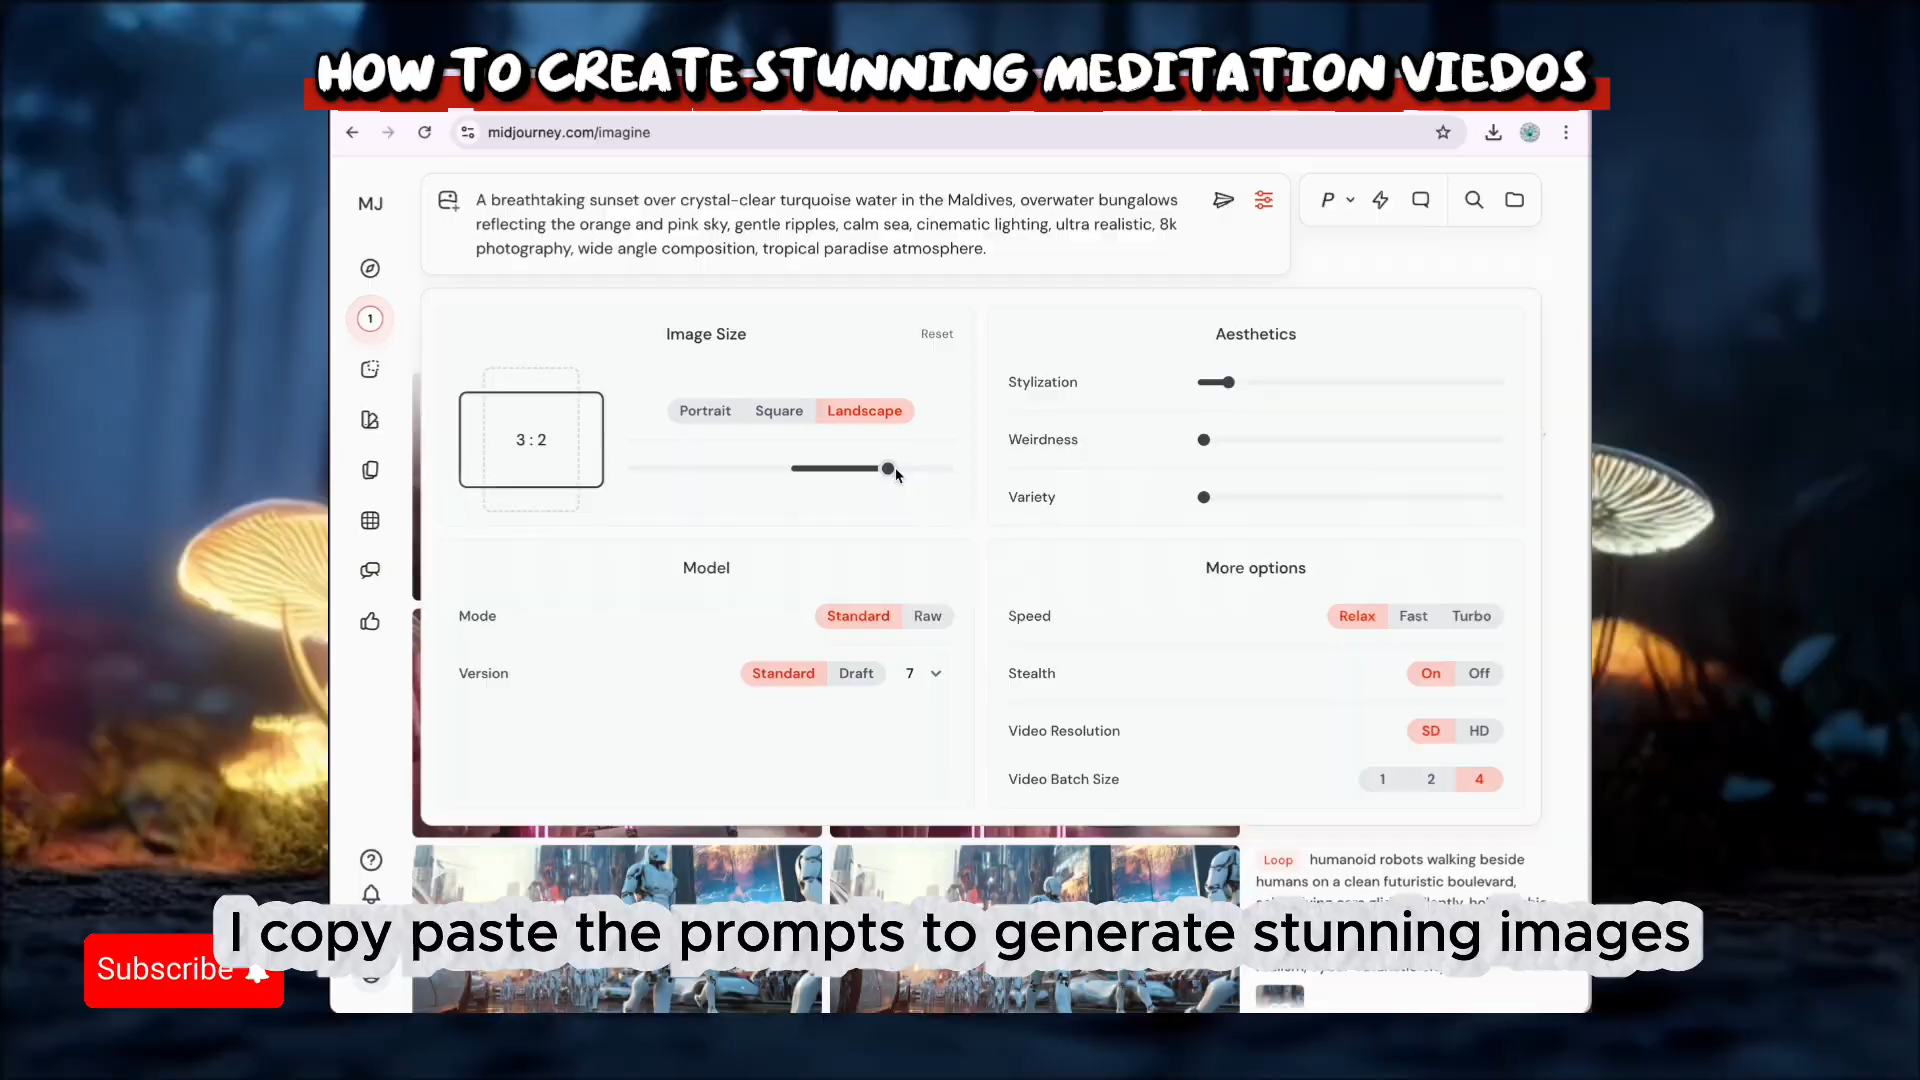 HOW TO CREATE STUNNING MEDITATION VIEDOS
midjourney.com/imagine
MJ
A breathtaking sunset over crystal-clear turquoise water in the Maldives, overwater bungalows
reflecting the orange and pink sky, gentle ripples, calm sea, cinematic lighting, ultra realistic, 8k
photography, wide angle composition, tropical paradise atmosphere.
P
1
Image Size
Reset
3 : 2
Portrait Square Landscape
Aesthetics
Stylization
Weirdness
Variety
Model
Mode Standard Raw
Version Standard Draft 7
More options
Speed Relax Fast Turbo
Stealth On Off
Video Resolution SD HD
Video Batch Size 1 2 4
Loop humanoid robots walking beside
humans on a clean futuristic boulevard,
I copy paste the prompts to generate stunning images
Subscribe